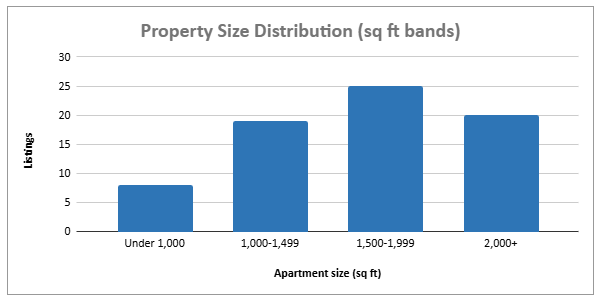 Property Size Distribution (sq ft bands)
30
25
20
15
10
5
0
Listings
Under 1,000
1,000-1,499
1,500-1,999
2,000+
Apartment size (sq ft)